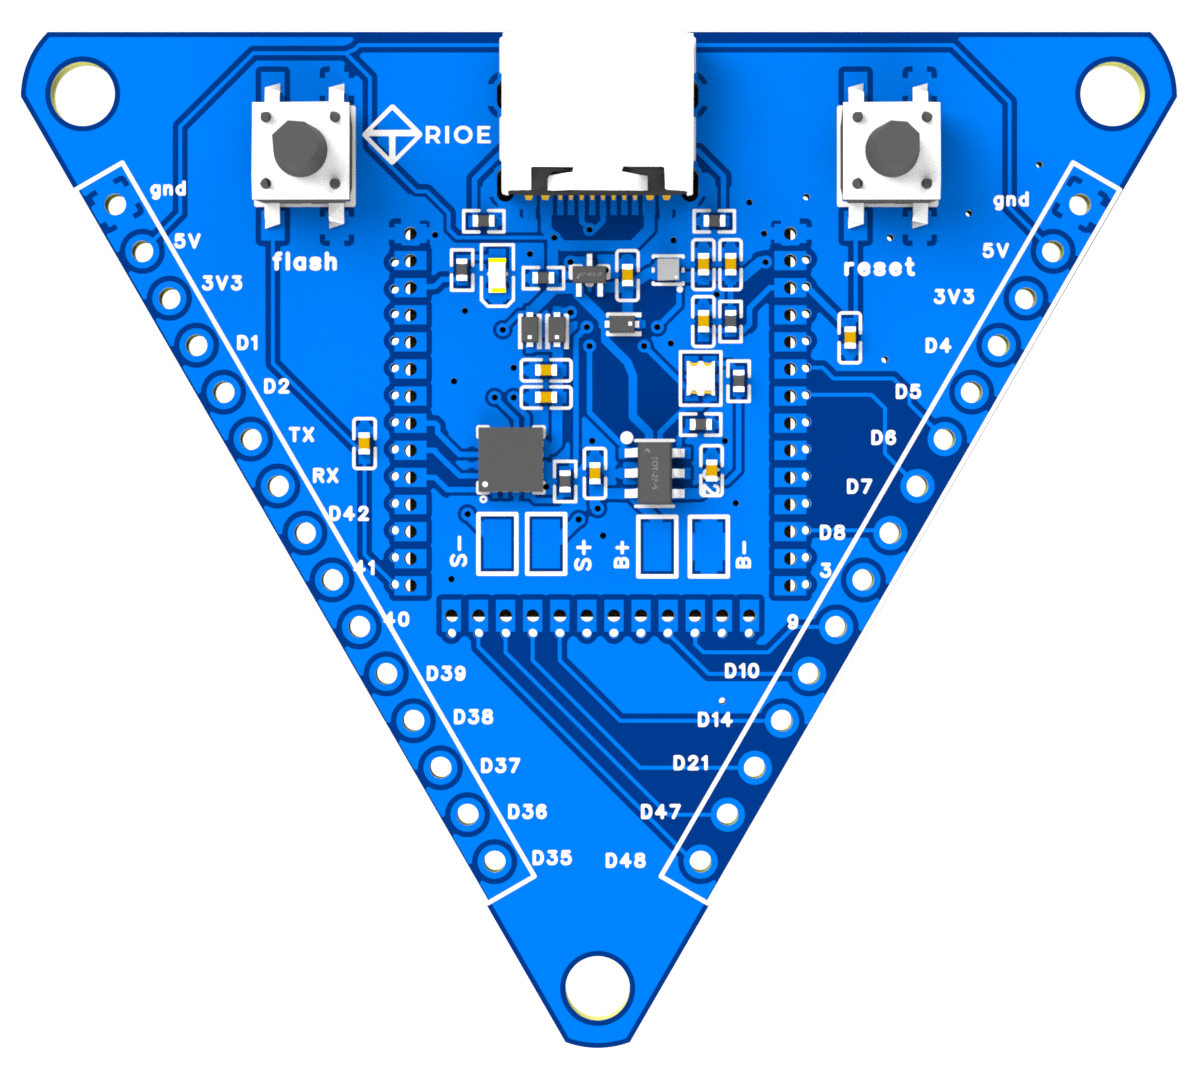 RIOE
flash
reset
gnd
5V
3V3
D1
D2
TX
RX
D42
41
40
D39
D38
D37
D36
D35
gnd
5V
3V3
D4
D5
D6
D7
D8
3
9
D10
D14
D21
D47
D48
S-
S+
B+
B-